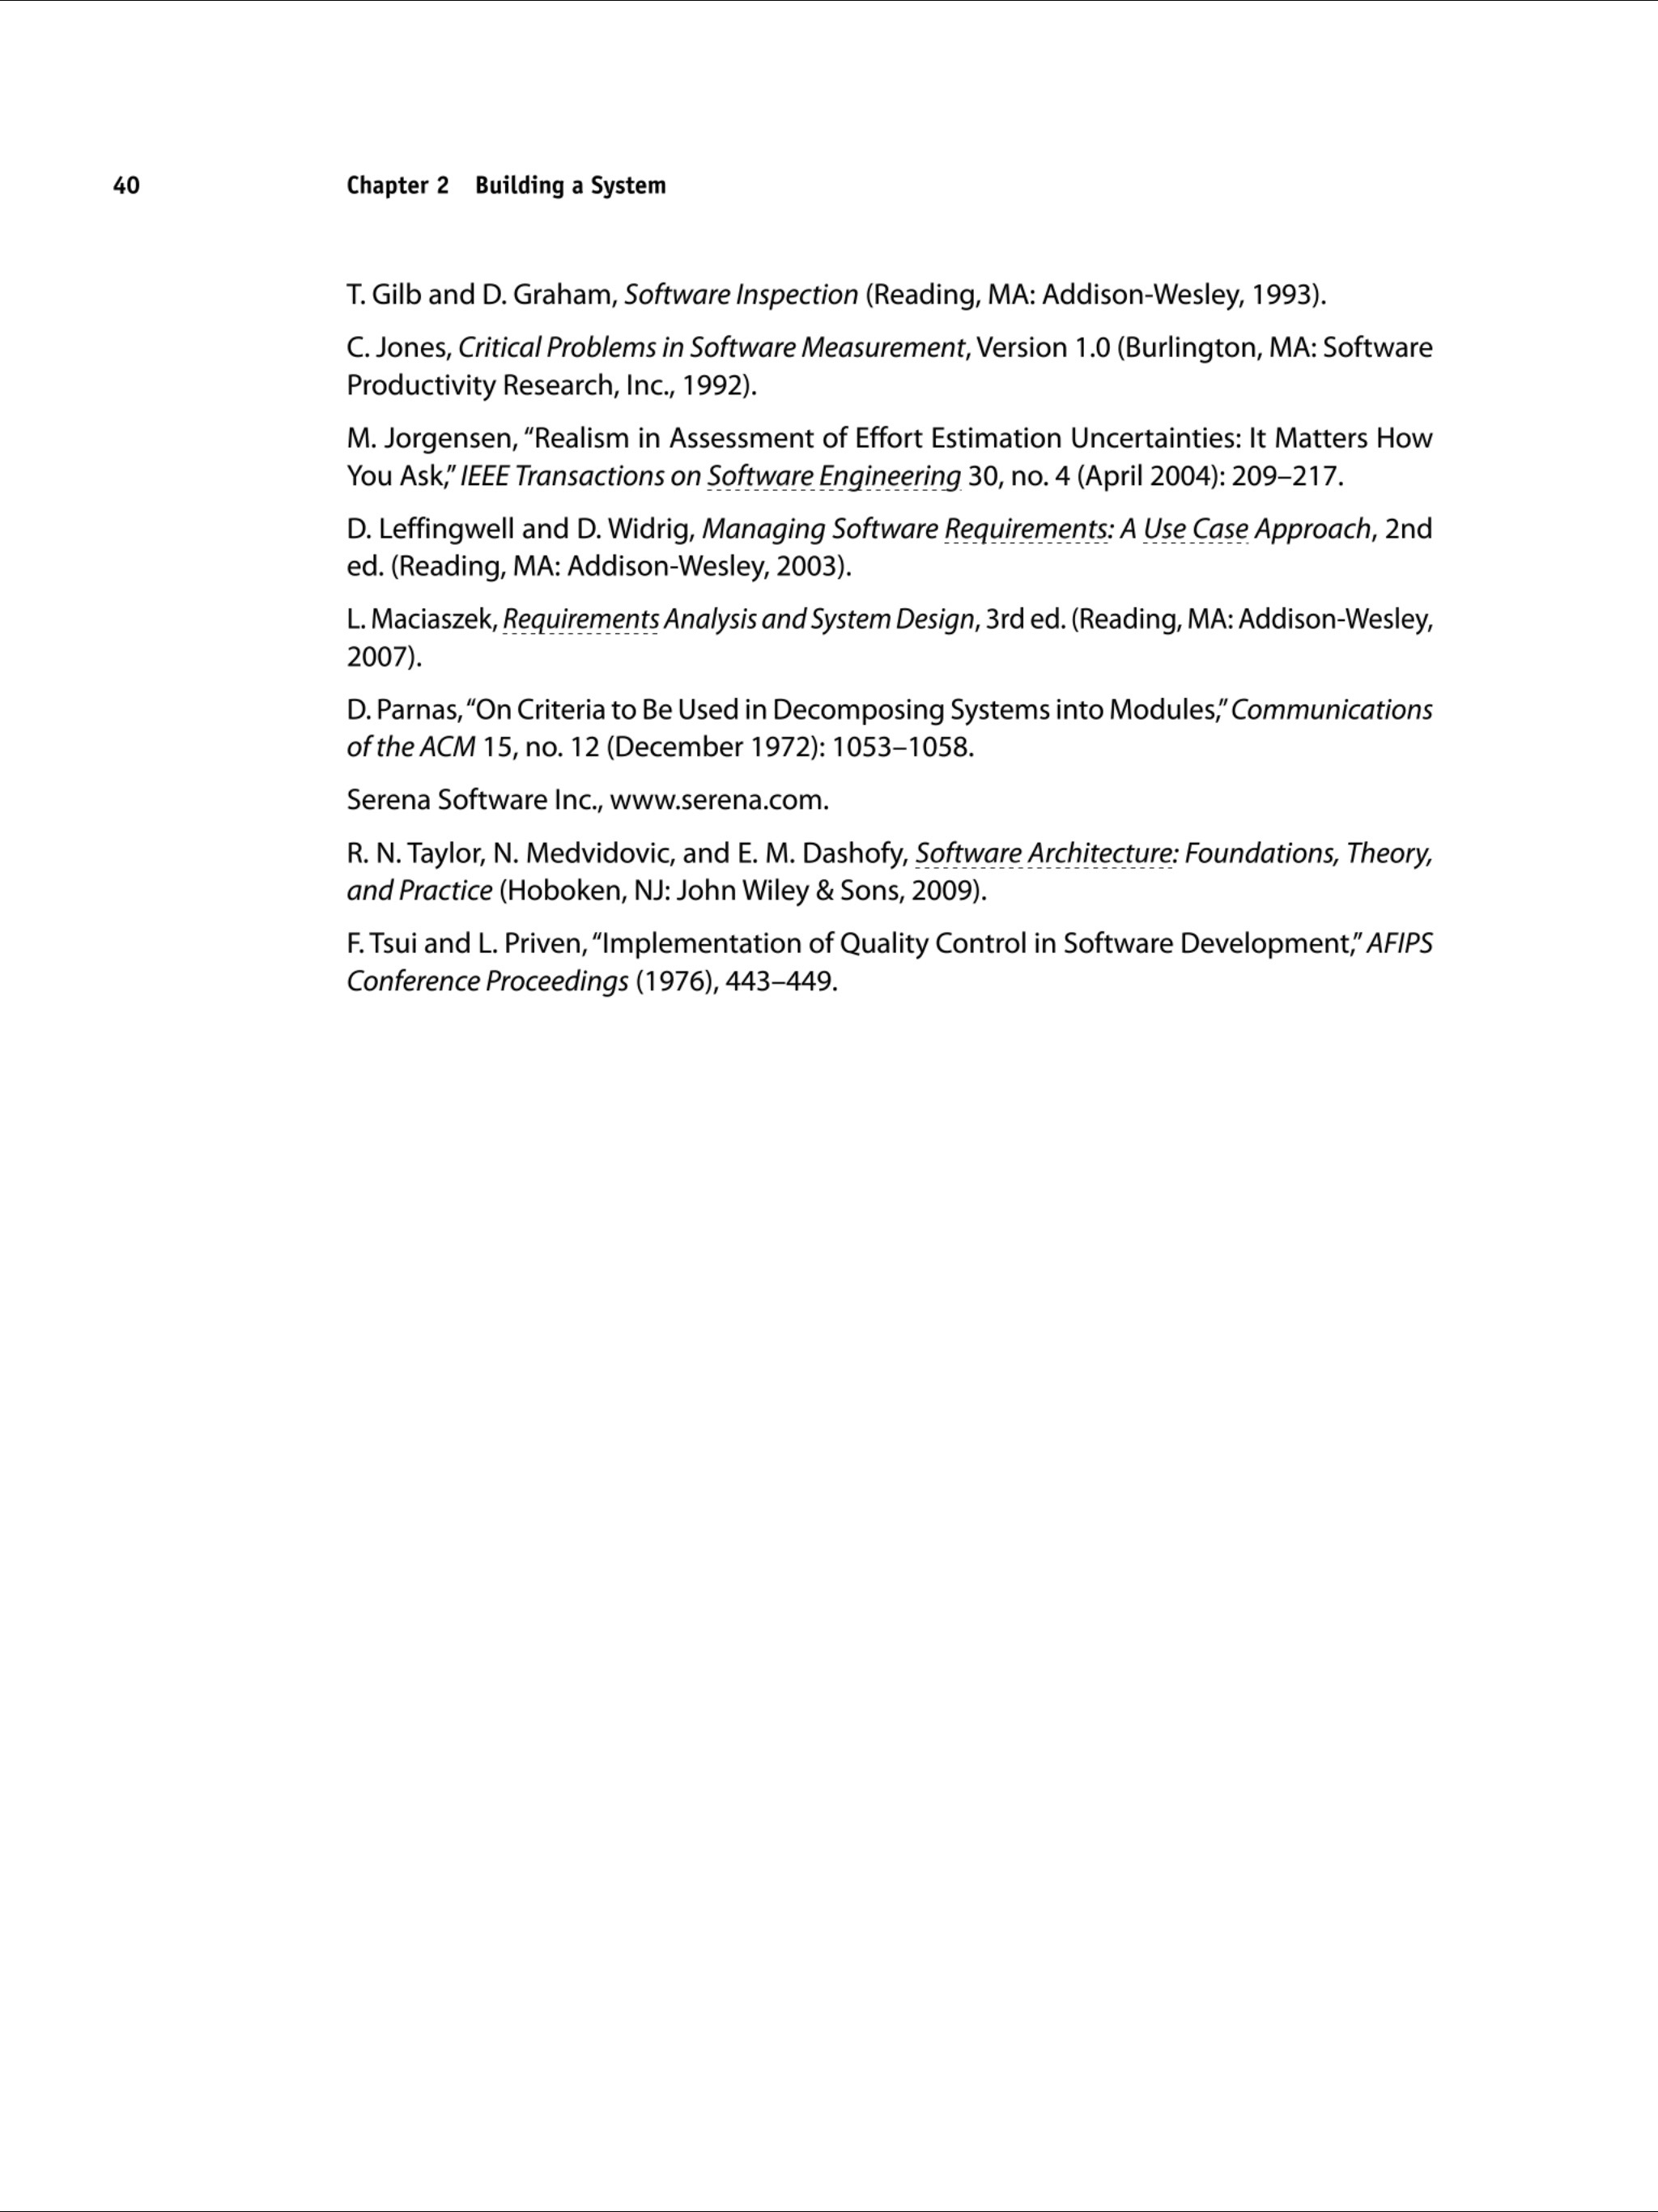 40 Chapter 2 Building a System
T. Gilb and D. Graham, Software Inspection (Reading, MA: Addison-Wesley, 1993).
C. Jones, Critical Problems in Software Measurement, Version 1.0 (Burlington, MA: Software
Productivity Research, Inc., 1992).
M. Jorgensen, “Realism in Assessment of Effort Estimation Uncertainties: It Matters How
You Ask,” IEEE Transactions on Software Engineering 30, no. 4 (April 2004): 209–217.
D. Leffingwell and D. Widrig, Managing Software Requirements: A Use Case Approach, 2nd
ed. (Reading, MA: Addison-Wesley, 2003).
L. Maciaszek, Requirements Analysis and System Design, 3rd ed. (Reading, MA: Addison-Wesley,
2007).
D. Parnas, “On Criteria to Be Used in Decomposing Systems into Modules,” Communications
of the ACM 15, no. 12 (December 1972): 1053–1058.
Serena Software Inc., www.serena.com.
R. N. Taylor, N. Medvidovic, and E. M. Dashofy, Software Architecture: Foundations, Theory,
and Practice (Hoboken, NJ: John Wiley & Sons, 2009).
F. Tsui and L. Priven, “Implementation of Quality Control in Software Development,” AFIPS
Conference Proceedings (1976), 443–449.